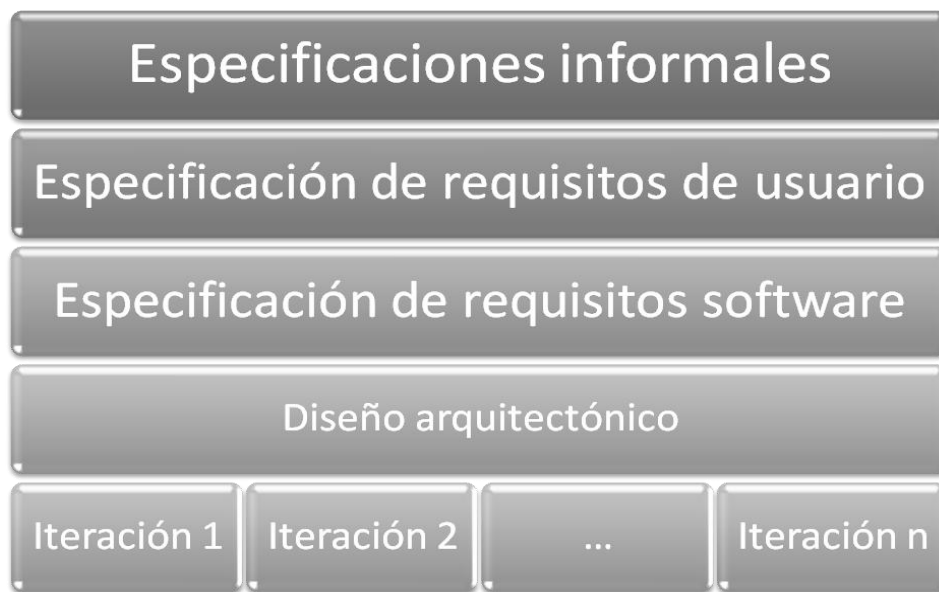 Especificaciones informales
Especificación de requisitos de usuario
Especificación de requisitos software
Diseño arquitectónico
Iteración 1
Iteración 2
...
Iteración n